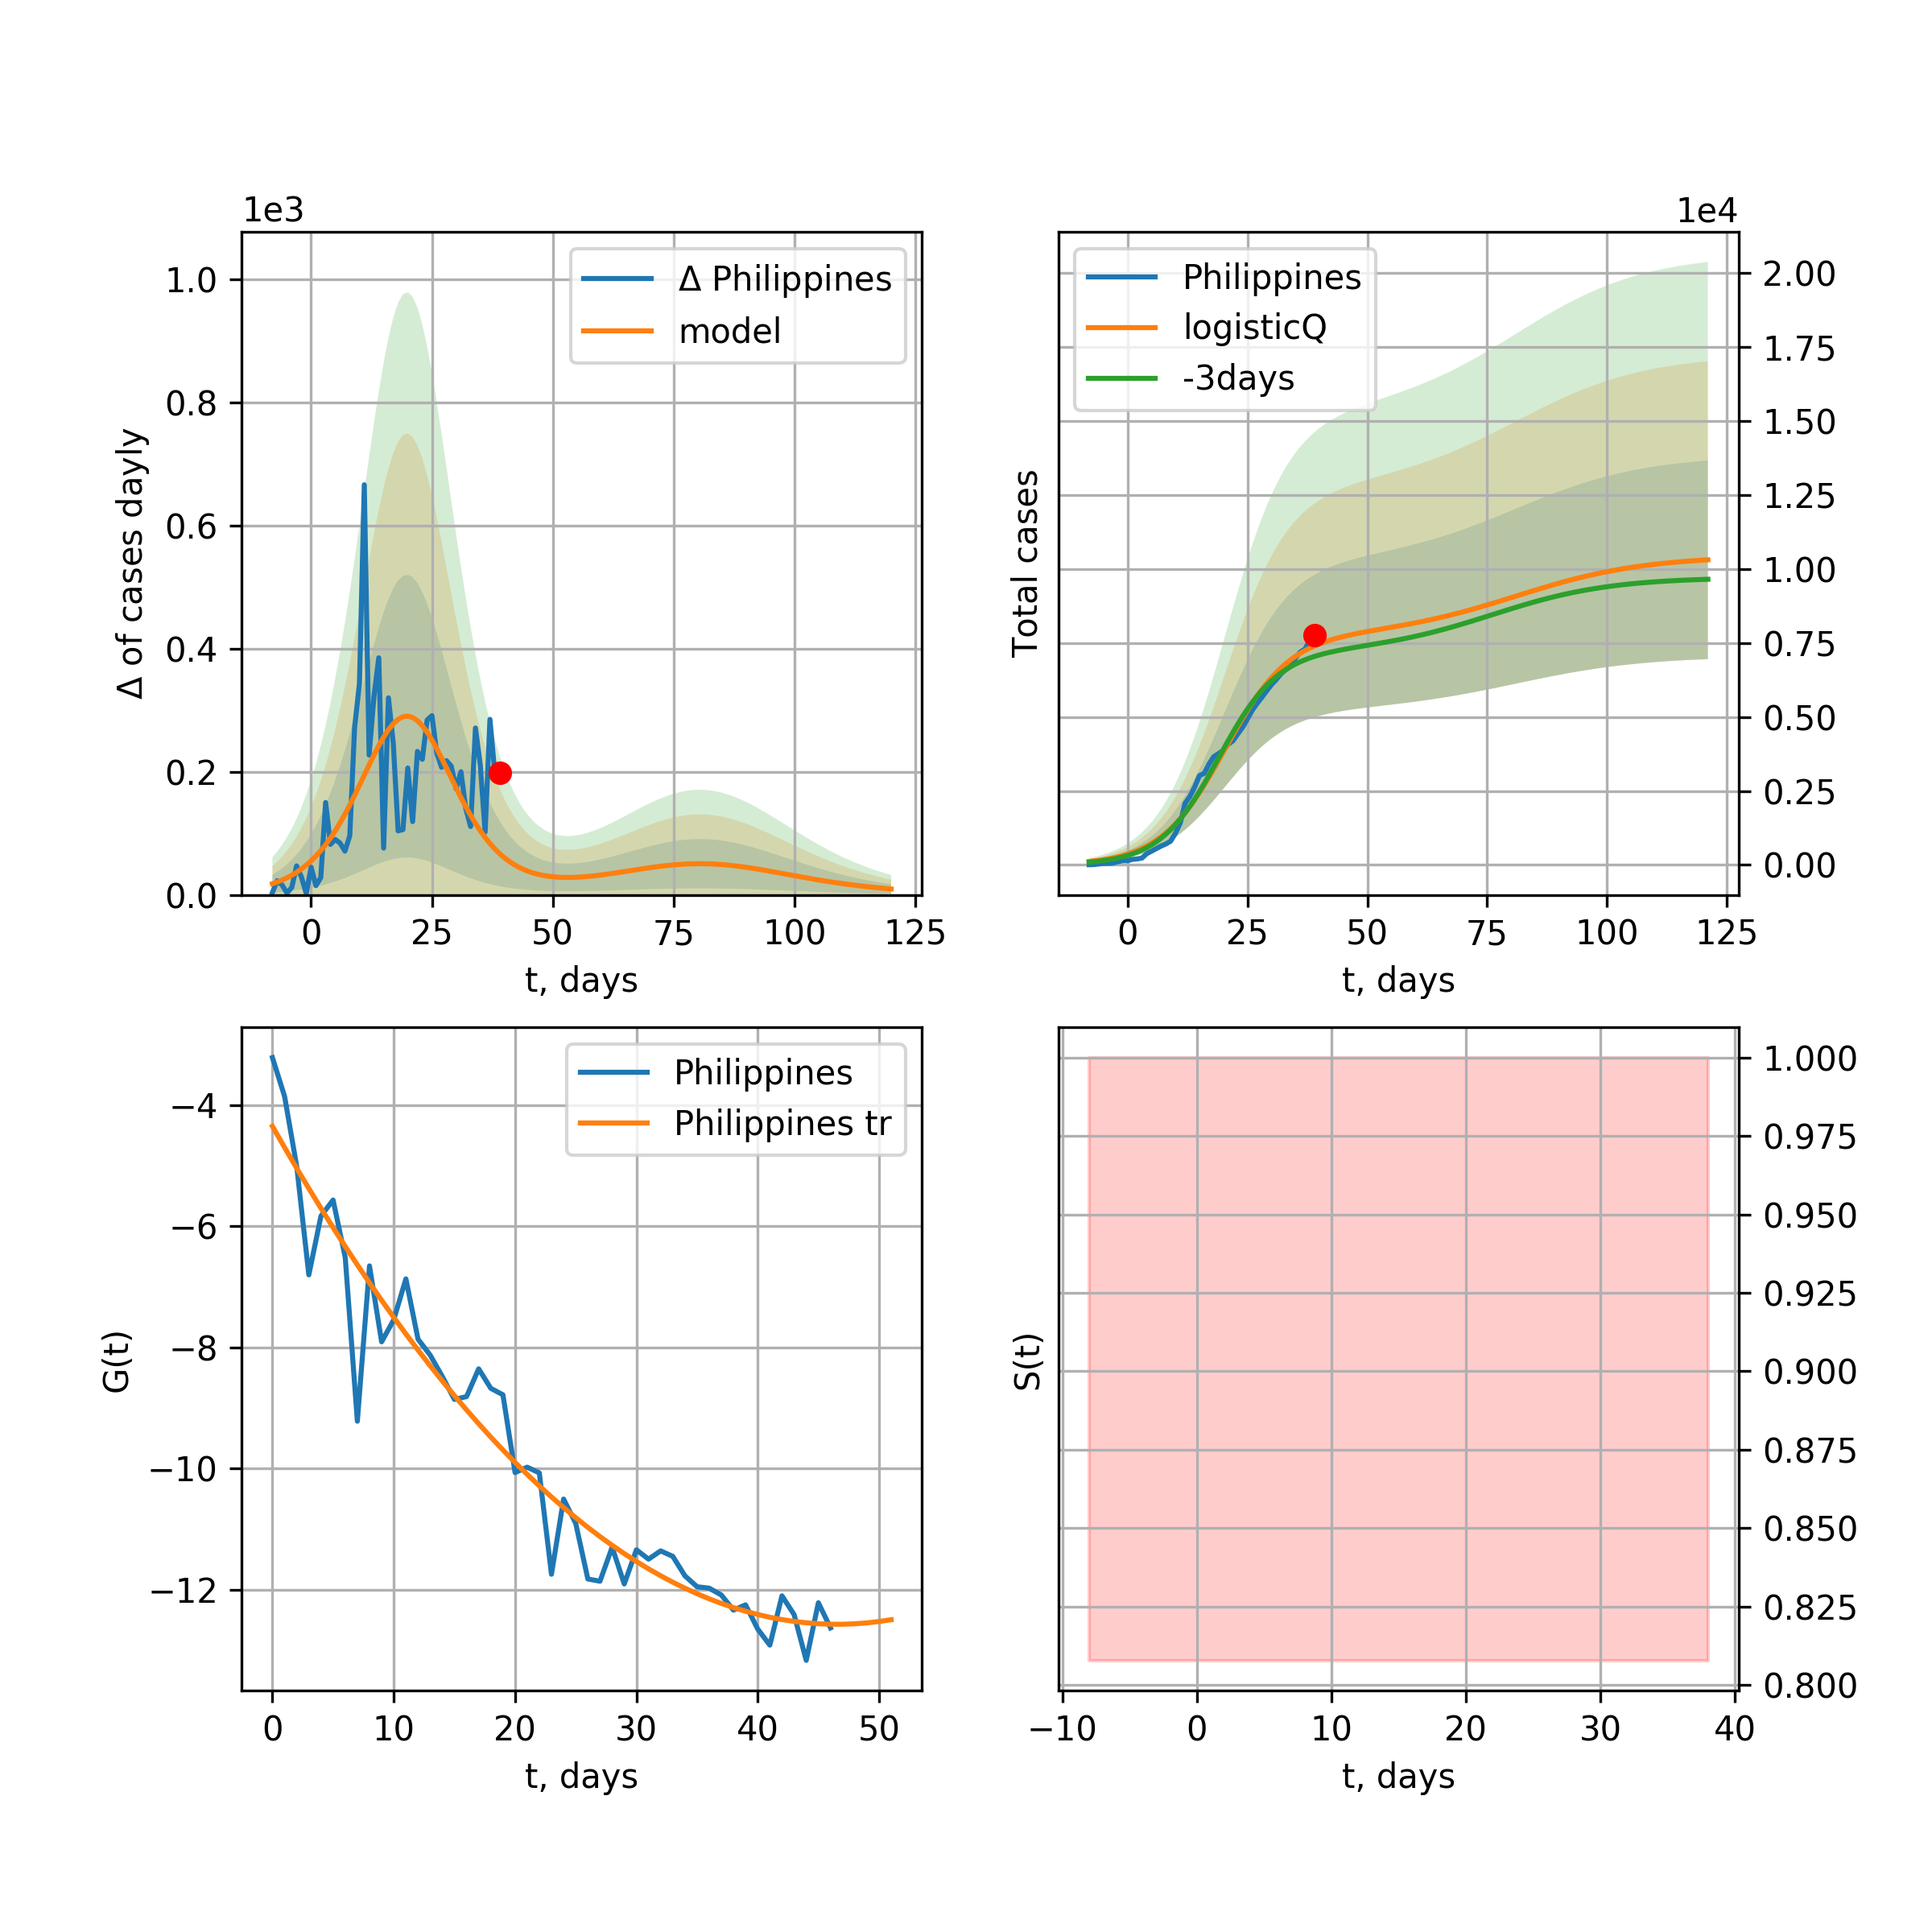 1e3
Δ of cases dayly
1.0
0.8
0.6
0.4
0.2
0.0
Δ Philippines
model
0 25 50 75 100 125
t, days
1e4
Total cases
Philippines
logisticQ
-3days
2.00
1.75
1.50
1.25
1.00
0.75
0.50
0.25
0.00
0 25 50 75 100 125
t, days
G(t)
−4
−6
−8
−10
−12
Philippines
Philippines tr
0 10 20 30 40 50
t, days
S(t)
1.000
0.975
0.950
0.925
0.900
0.875
0.850
0.825
0.800
−10 0 10 20 30 40
t, days